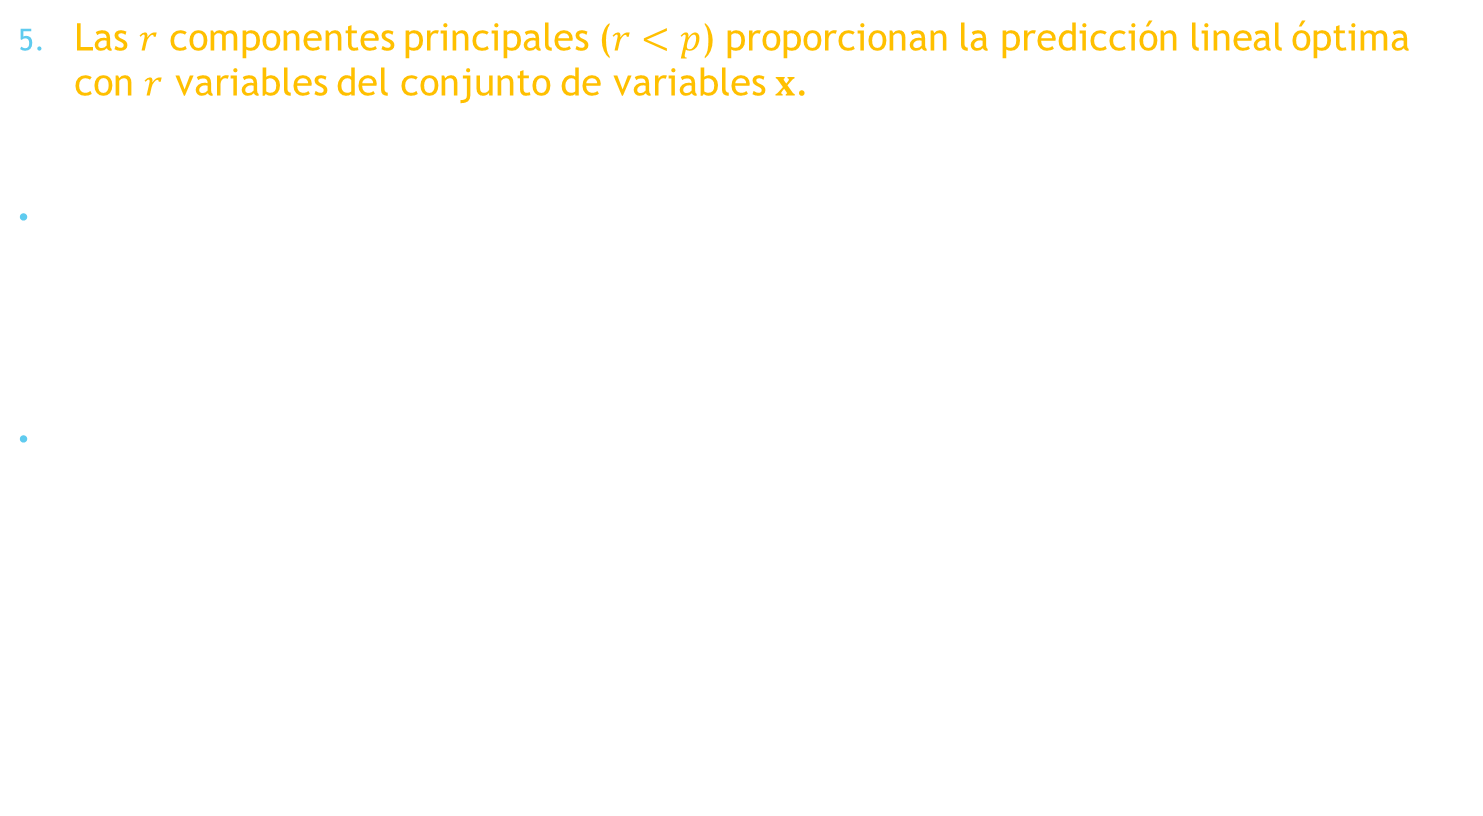 5. Las r componentes principales (r < p) proporcionan la predicción lineal óptima
con r variables del conjunto de variables x.
•
•